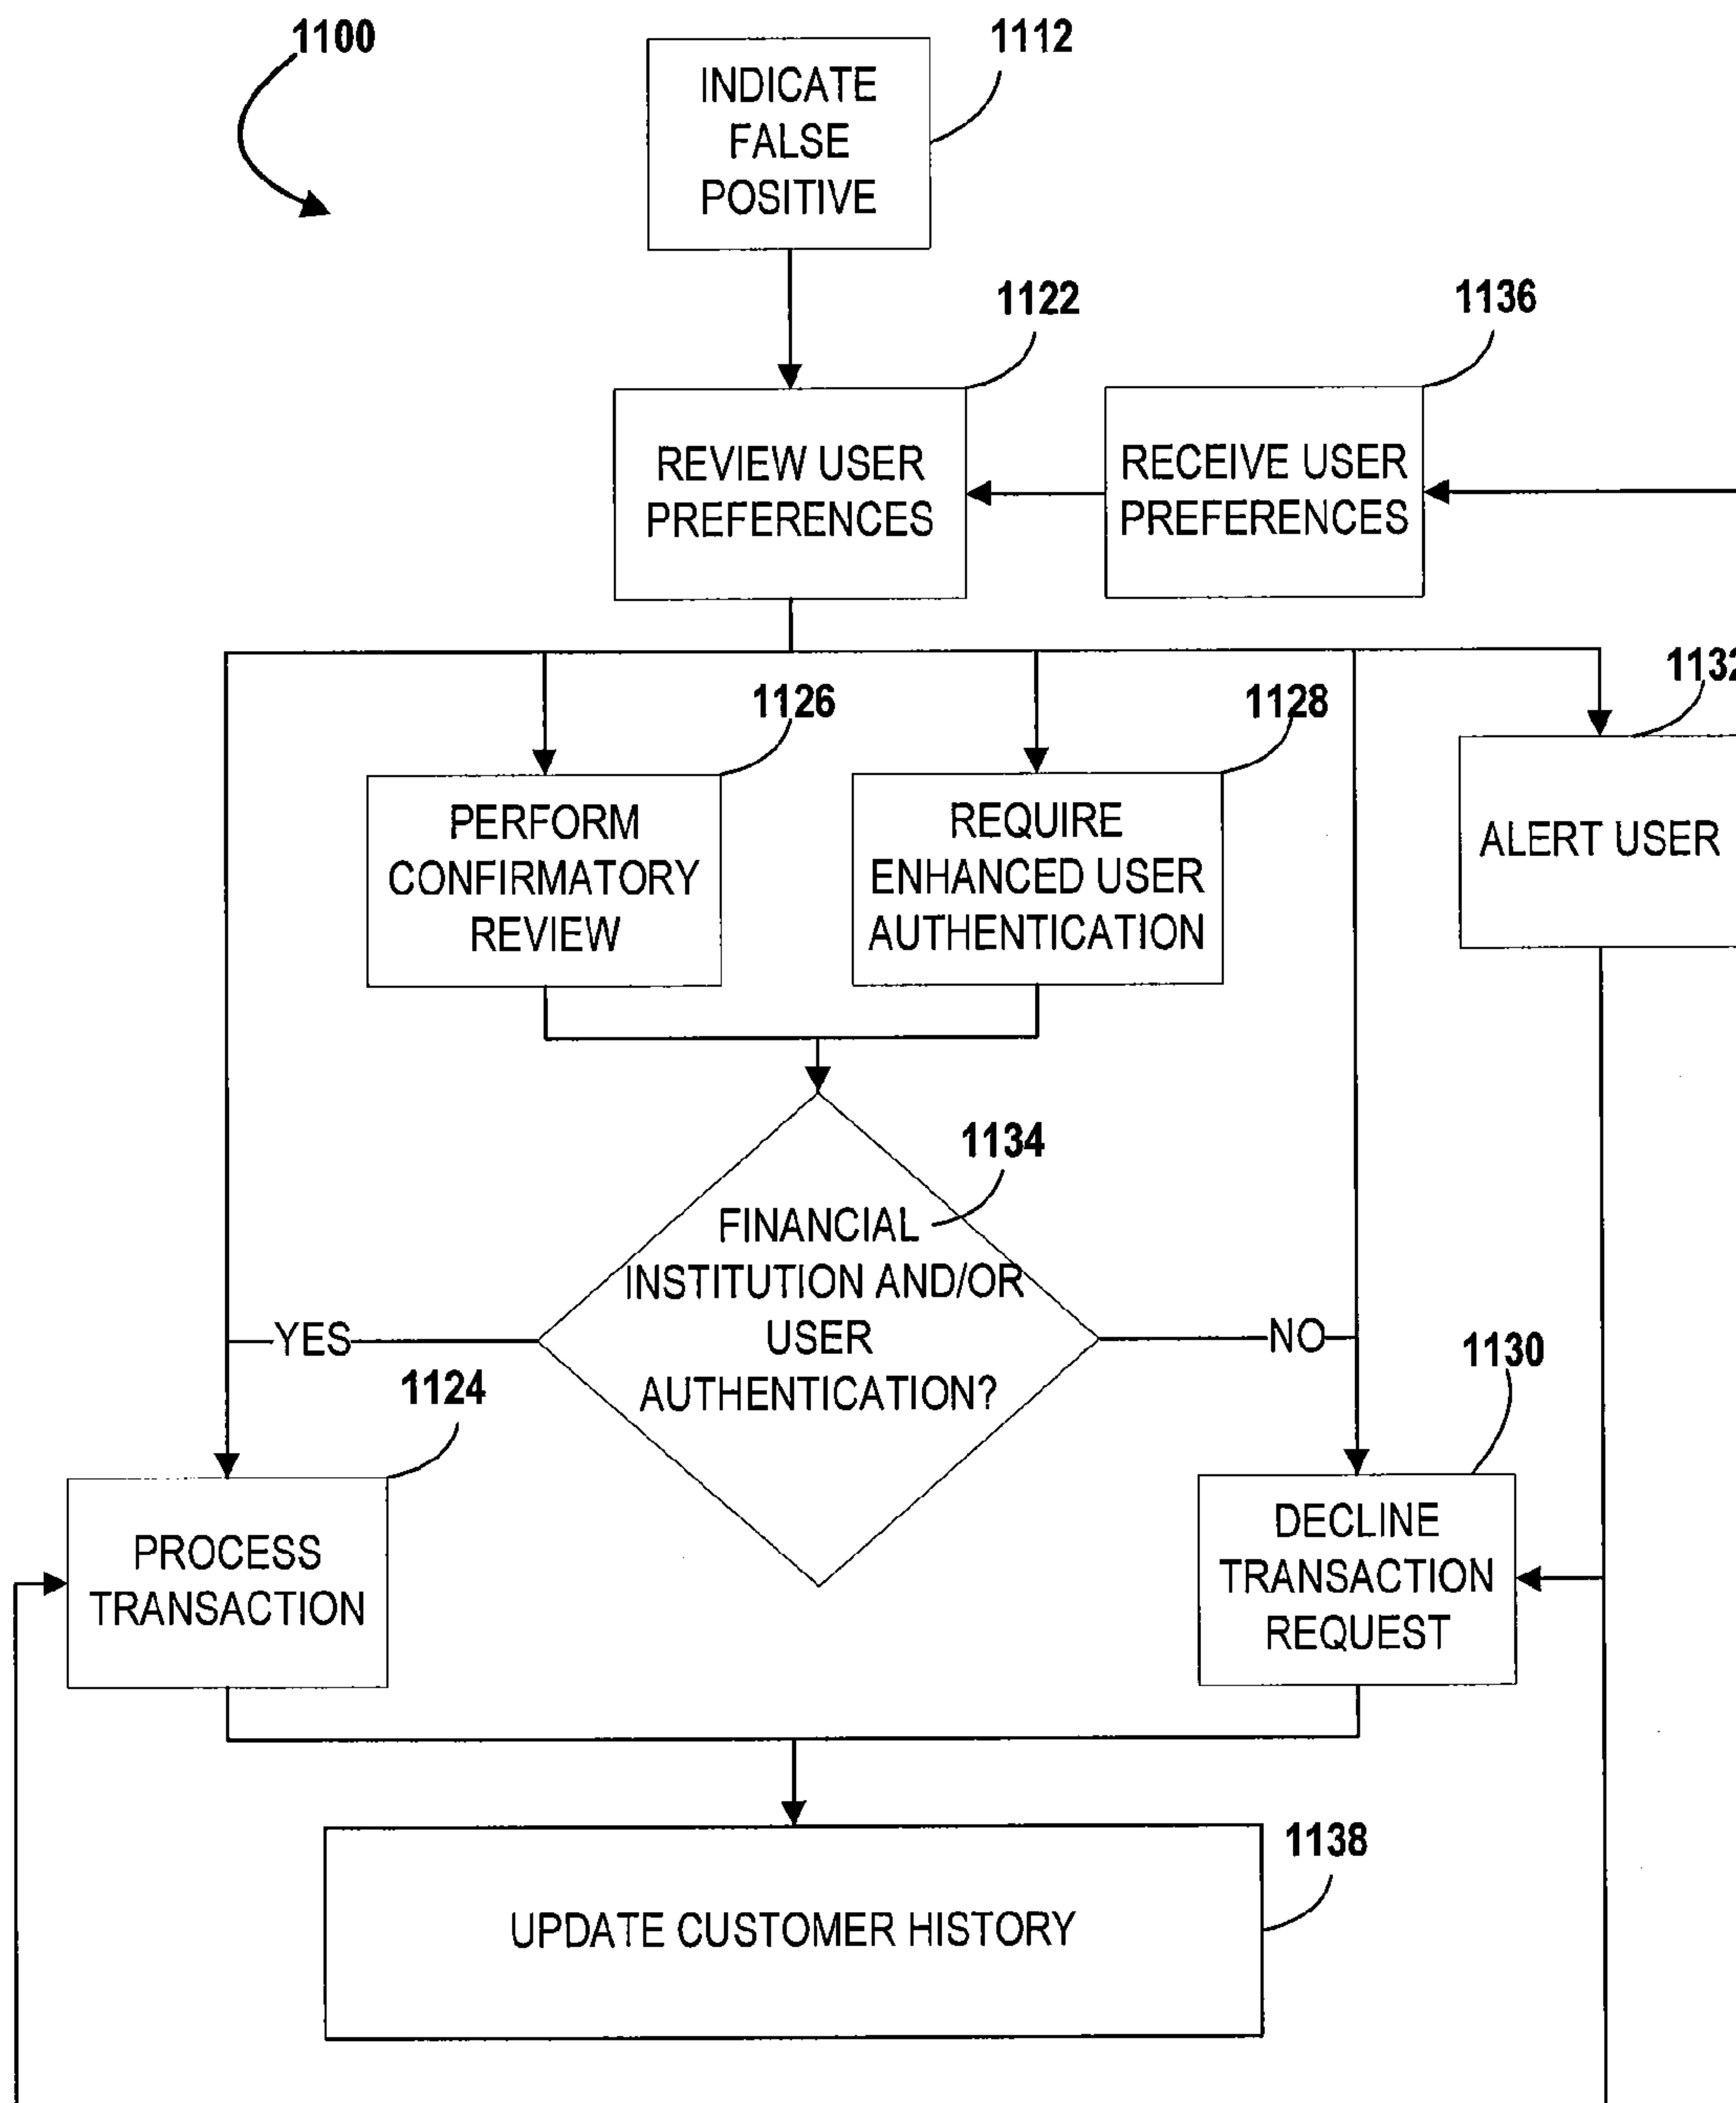 1100
1112
INDICATE
FALSE
POSITIVE
1122
1136
REVIEW USER
PREFERENCES
RECEIVE USER
PREFERENCES
1132
1126
1128
PERFORM
CONFIRMATORY
REVIEW
REQUIRE
ENHANCED USER
AUTHENTICATION
ALERT USER
1134
FINANCIAL
INSTITUTION AND/OR
USER
AUTHENTICATION?
YES
NO
1124
1130
PROCESS
TRANSACTION
DECLINE
TRANSACTION
REQUEST
1138
UPDATE CUSTOMER HISTORY